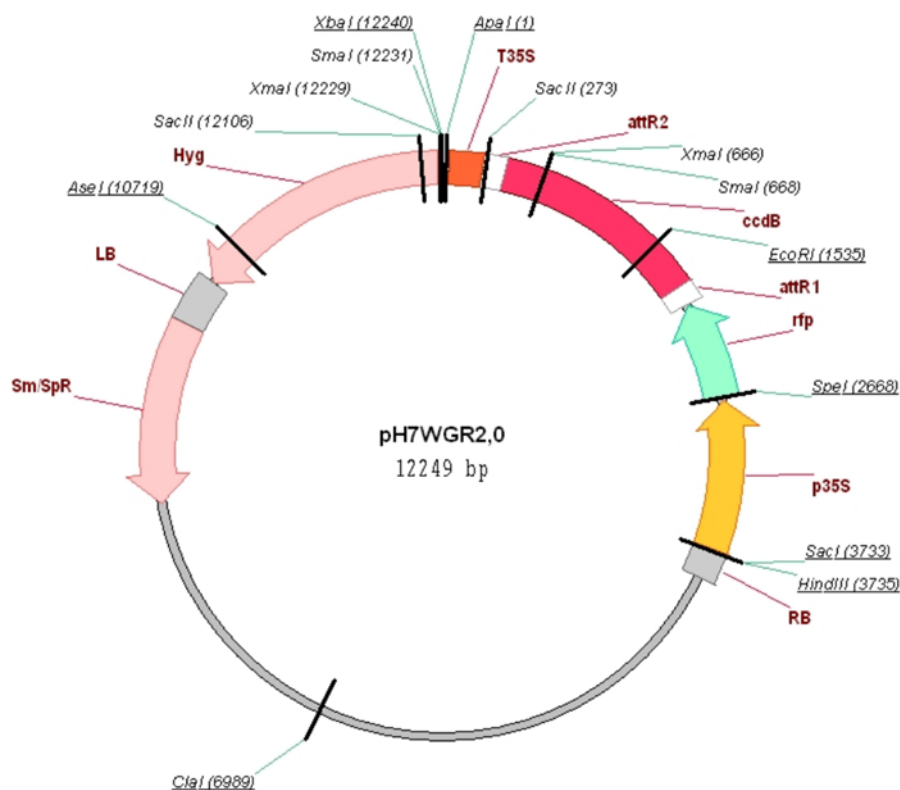 XbaI (12240)
ApaI (1)
SmaI (12231)
T35S
XmaI (12229)
SacII (273)
SacII (12106)
attR2
Hyg
XmaI (666)
AseI (10719)
SmaI (668)
ccdB
LB
EcoRI (1535)
attR1
rfp
Sm/SpR
SpeI (2668)
pH7WGR2,0
12249 bp
p35S
SacI (3733)
HindIII (3735)
RB
ClaI (6989)